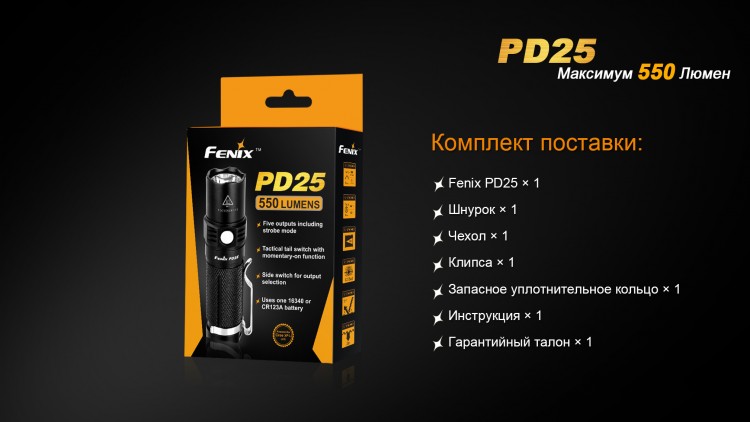 PD25
Максимум 550 Люмен
Комплект поставки:
Fenix PD25 × 1
Шнурок × 1
Чехол × 1
Клипса × 1
Запасное уплотнительное кольцо × 1
Инструкция × 1
Гарантийный талон × 1
FENIX™
PD25
550 LUMENS
Five outputs including
strobe mode
Tactical tail switch with
momentary-on function
Side switch for output
selection
Uses one 16340 or
CR123A battery
Fenix PD25